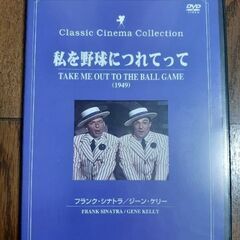 DVD
Classic Cinema Collection
私を野球につれてって
TAKE ME OUT TO THE BALL GAME
(1949)
フランク・シナトラ/ジーン・ケリー
FRANK SINATRA / GENE KELLY